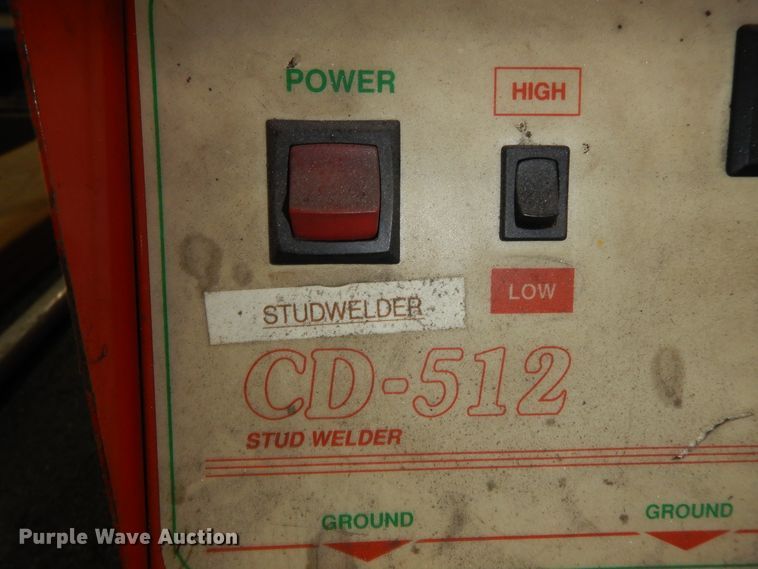 POWER
HIGH
LOW
STUDWELDER
CD-512
STUD WELDER
GROUND
GROUND
Purple Wave Auction®